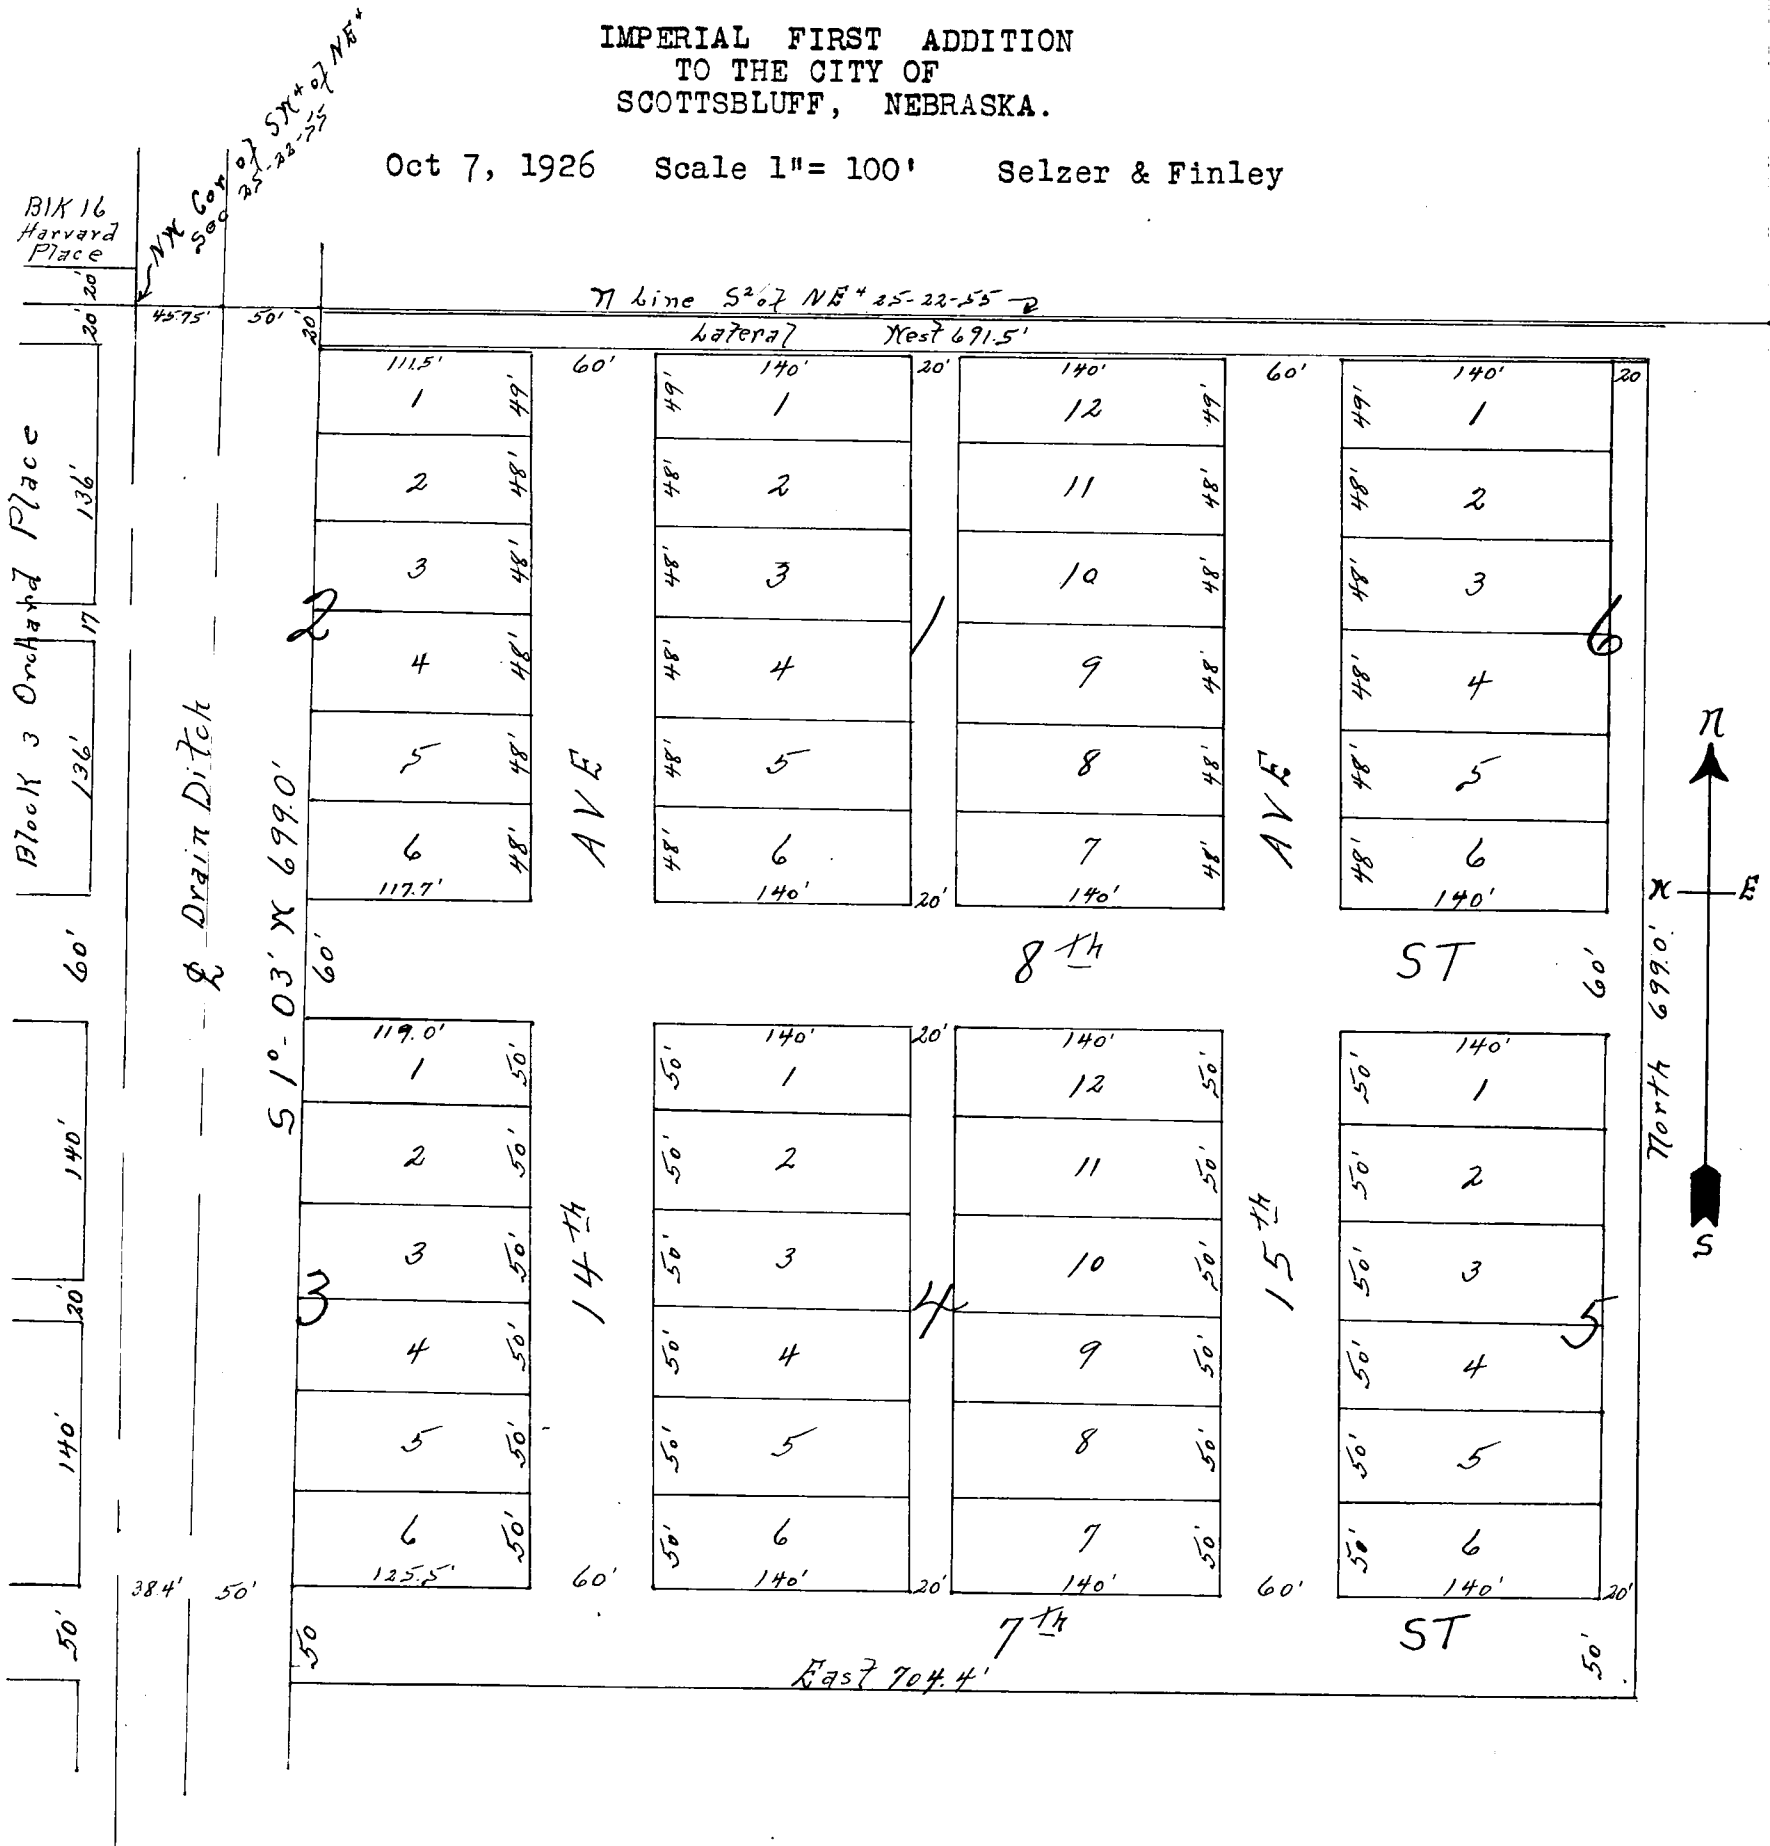 IMPERIAL FIRST ADDITION
TO THE CITY OF
SCOTTSBLUFF, NEBRASKA.
Oct 7, 1926 Scale 1"= 100' Selzer & Finley
NW Cor of SW⁴ of NE⁴
Sec 25-22-55
Blk 16
Harvard
Place
20'
20'
45.75' 50' 20'
N Line S² of NE⁴ 25-22-55
Lateral West 691.5'
111.5' 60' 140' 20' 140' 60' 140' 20
1 49' 49' 1 12 49' 49' 1
2 48' 48' 2 11 48' 48' 2
3 48' 48' 3 10 48' 48' 3
2 1 6
4 48' 48' 4 9 48' 48' 4
5 48' 48' 5 8 48' 48' 5
6 48' 48' 6 7 48' 48' 6
117.7' 140' 20' 140' 140'
Block 3 Orchard Place
136'
17
136'
60'
℄ Drain Ditch
S 1°-03' W 699.0'
AVE
AVE
60' 8th ST 60'
North 699.0'
N
W E
S
119.0' 140' 20' 140' 140'
1 50' 50' 1 12 50' 50' 1
2 50' 50' 2 11 50' 50' 2
3 50' 50' 3 10 50' 50' 3
3 4 5
4 50' 50' 4 9 50' 50' 4
5 50' 50' 5 8 50' 50' 5
6 50' 50' 6 7 50' 50' 6
125.5' 60' 140' 20' 140' 60' 140' 20'
14th
15th
140'
20'
140'
38.4' 50'
50'
50 7th ST 50'
East 704.4'